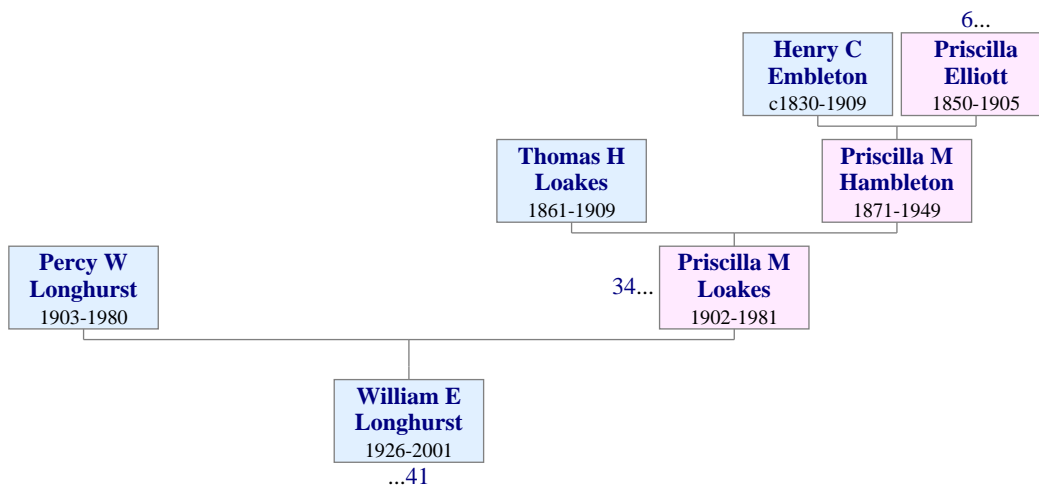 6...
Henry C
Embleton
c1830-1909
Priscilla
Elliott
1850-1905
Thomas H
Loakes
1861-1909
Priscilla M
Hambleton
1871-1949
Percy W
Longhurst
1903-1980
34...
Priscilla M
Loakes
1902-1981
William E
Longhurst
1926-2001
...41